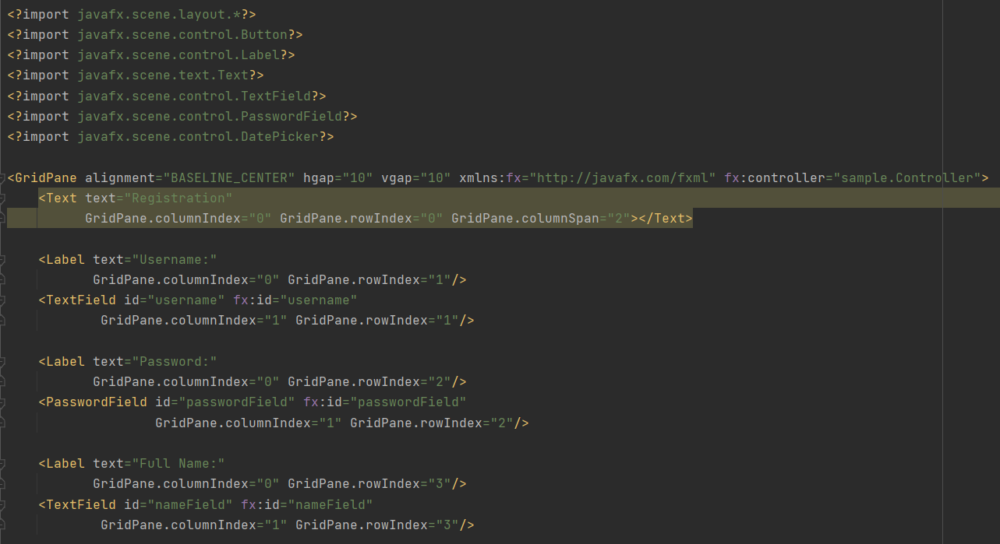 <?import javafx.scene.layout.*?>
<?import javafx.scene.control.Button?>
<?import javafx.scene.control.Label?>
<?import javafx.scene.text.Text?>
<?import javafx.scene.control.TextField?>
<?import javafx.scene.control.PasswordField?>
<?import javafx.scene.control.DatePicker?>
<GridPane alignment="BASELINE_CENTER" hgap="10" vgap="10" xmlns:fx="http://javafx.com/fxml" fx:controller="sample.Controller">
<Text text="Registration"
GridPane.columnIndex="0" GridPane.rowIndex="0" GridPane.columnSpan="2"></Text>
<Label text="Username:"
GridPane.columnIndex="0" GridPane.rowIndex="1"/>
<TextField id="username" fx:id="username"
GridPane.columnIndex="1" GridPane.rowIndex="1"/>
<Label text="Password:"
GridPane.columnIndex="0" GridPane.rowIndex="2"/>
<PasswordField id="passwordField" fx:id="passwordField"
GridPane.columnIndex="1" GridPane.rowIndex="2"/>
<Label text="Full Name:"
GridPane.columnIndex="0" GridPane.rowIndex="3"/>
<TextField id="nameField" fx:id="nameField"
GridPane.columnIndex="1" GridPane.rowIndex="3"/>